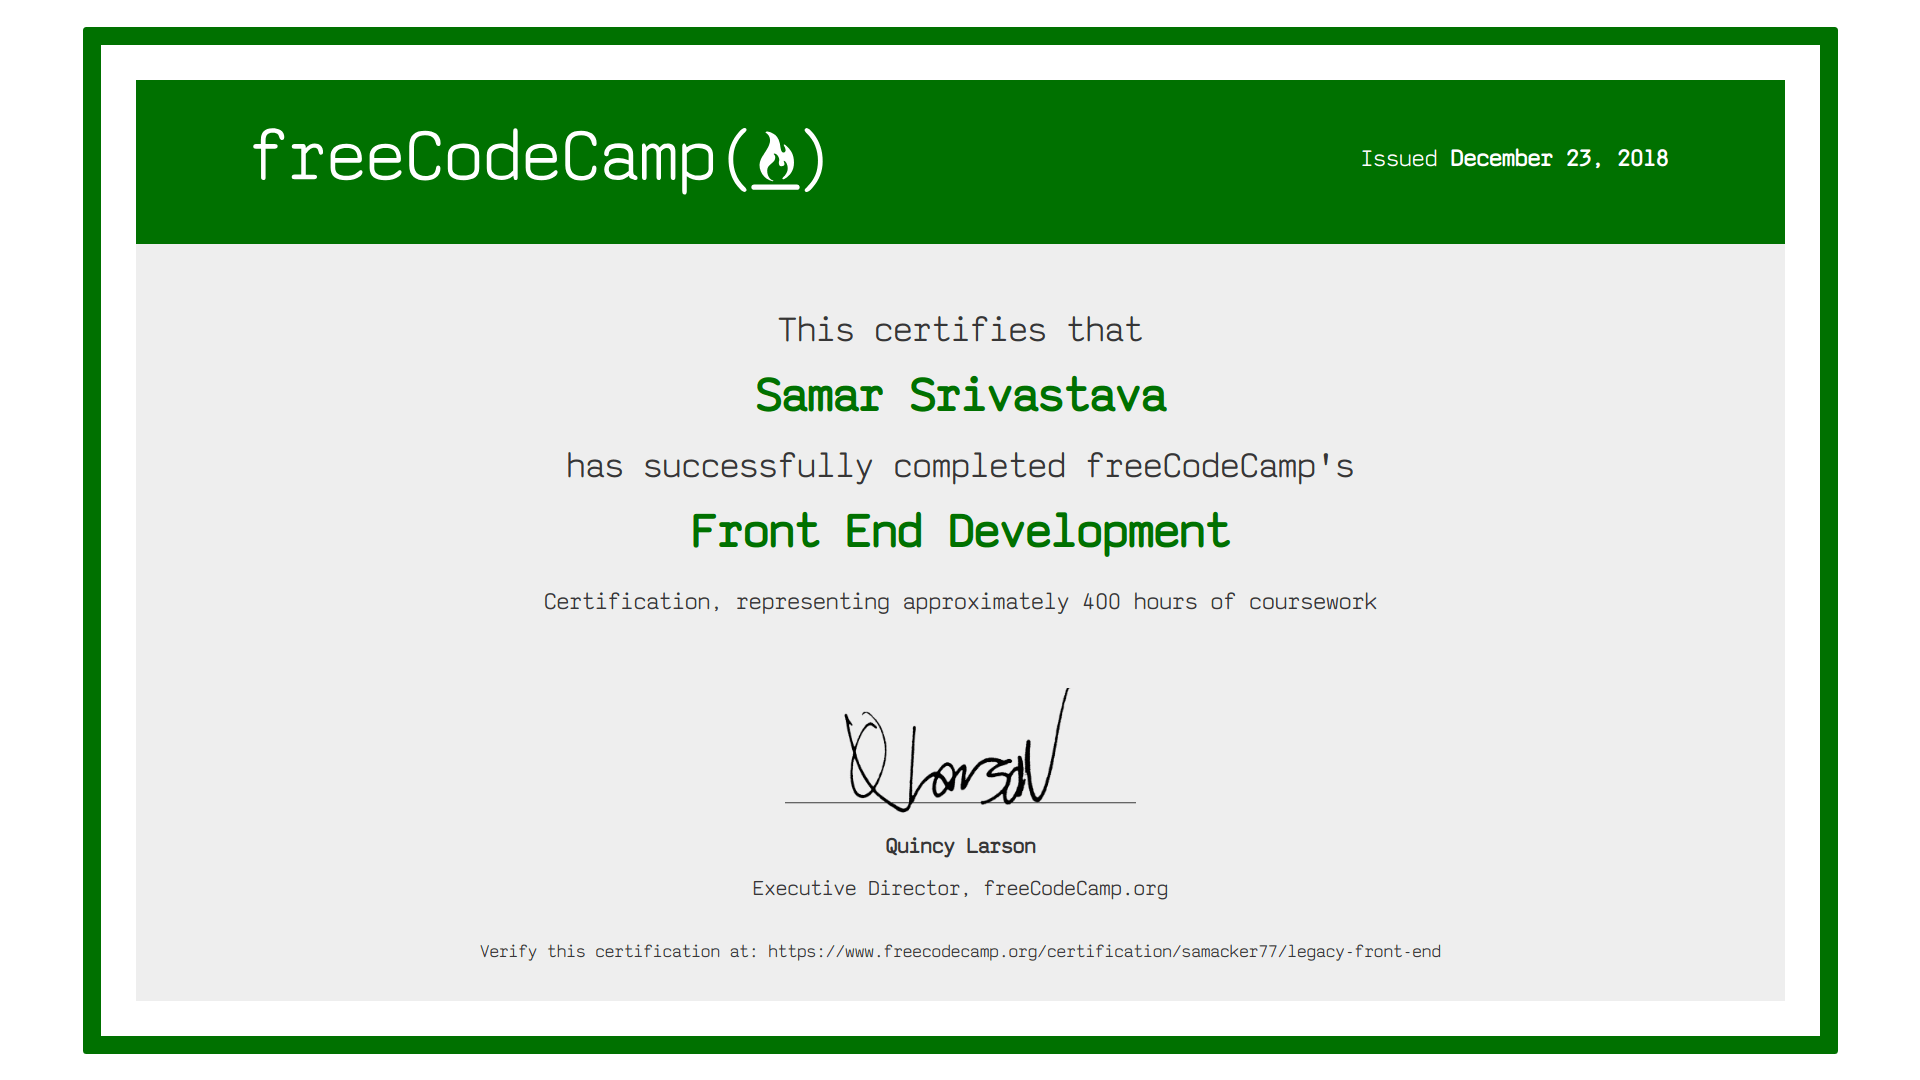 freeCodeCamp(🔥)
Issued December 23, 2018
This certifies that
Samar Srivastava
has successfully completed freeCodeCamp's
Front End Development
Certification, representing approximately 400 hours of coursework
QLarson
Quincy Larson
Executive Director, freeCodeCamp.org
Verify this certification at: https://www.freecodecamp.org/certification/samacker77/legacy-front-end